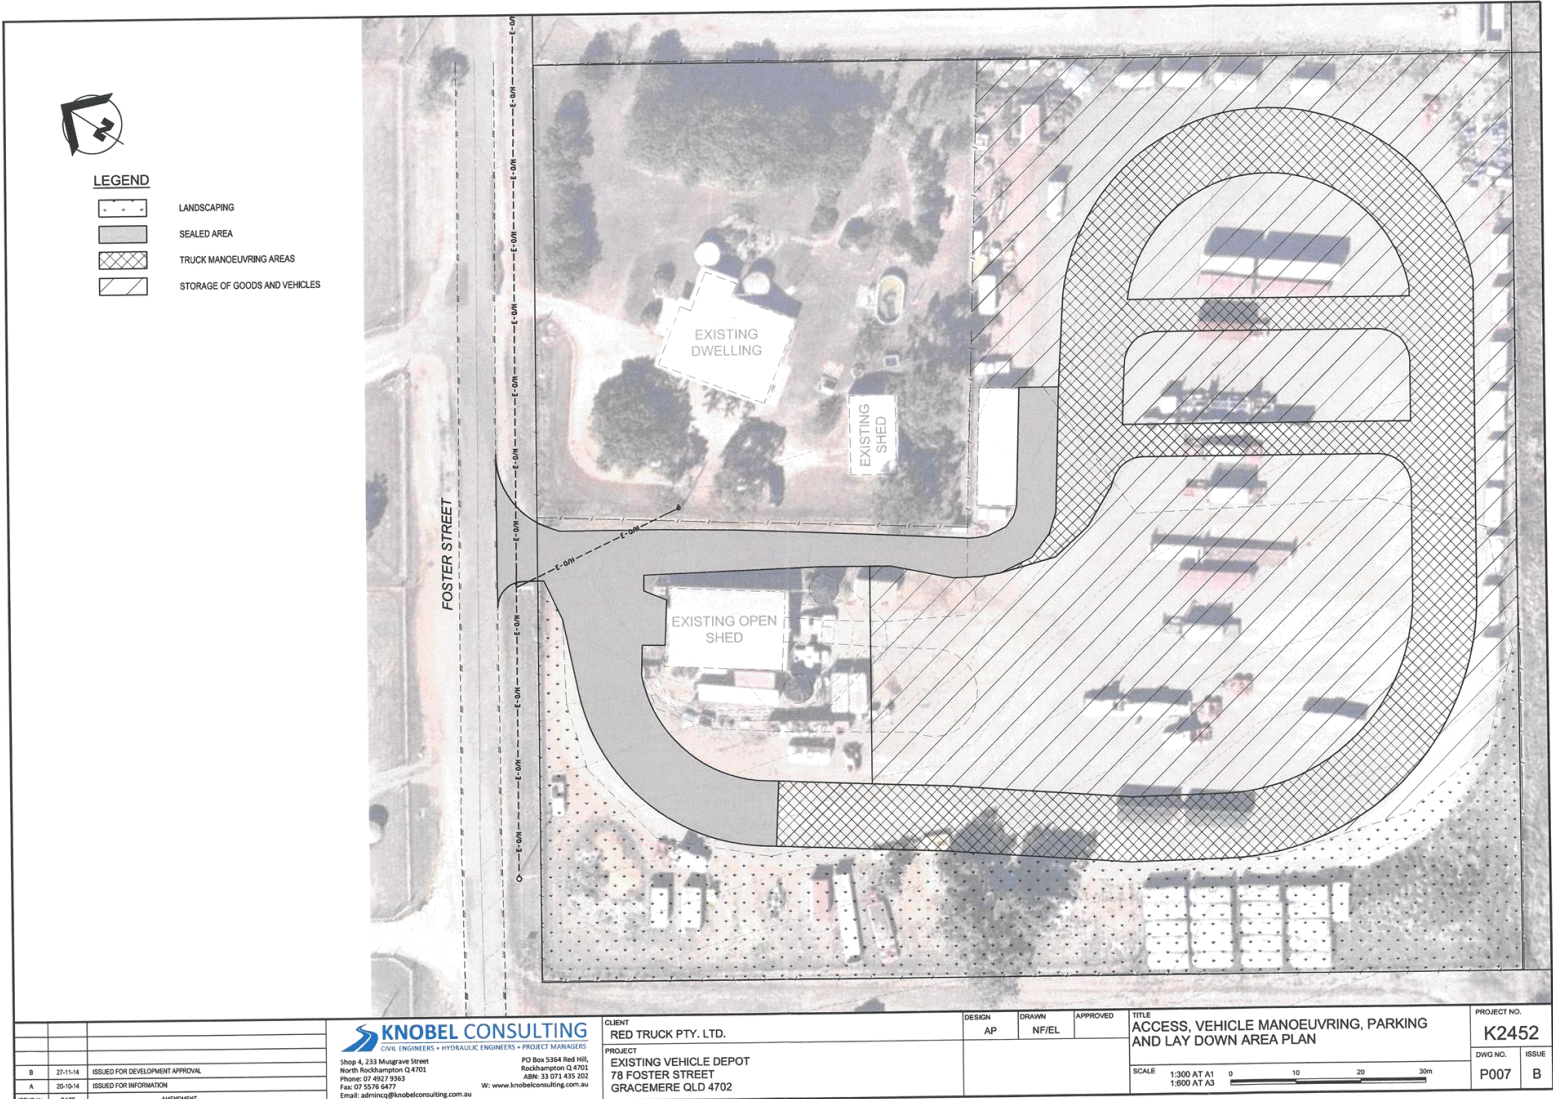 LEGEND
LANDSCAPING
SEALED AREA
TRUCK MANOEUVRING AREAS
STORAGE OF GOODS AND VEHICLES
N
FOSTER STREET
E-O/H
E-O/H
E-O/H
E-O/H
E-O/H
E-O/H
E-O/H
E-O/H
E-O/H
E-O/H
E-O/H
E-O/H
E-O/H
EXISTING
DWELLING
EXISTING
SHED
EXISTING OPEN
SHED
B 27-11-14 ISSUED FOR DEVELOPMENT APPROVAL
A 20-10-14 ISSUED FOR INFORMATION
AMENDMENT
KNOBEL CONSULTING
CIVIL ENGINEERS + HYDRAULIC ENGINEERS + PROJECT MANAGERS
Shop 4, 233 Musgrave Street
North Rockhampton Q 4701
Phone: 07 4927 9363
Fax: 07 5576 6477
Email: admincq@knobelconsulting.com.au
PO Box 5364 Red Hill,
Rockhampton Q 4701
ABN: 33 071 435 202
W: www.knobelconsulting.com.au
CLIENT
RED TRUCK PTY. LTD.
PROJECT
EXISTING VEHICLE DEPOT
78 FOSTER STREET
GRACEMERE QLD 4702
DESIGN
AP
DRAWN
NF/EL
APPROVED
TITLE
ACCESS, VEHICLE MANOEUVRING, PARKING
AND LAY DOWN AREA PLAN
SCALE
1:300 AT A1
1:600 AT A3
0 10 20 30m
PROJECT NO.
K2452
DWG NO.
P007
ISSUE
B